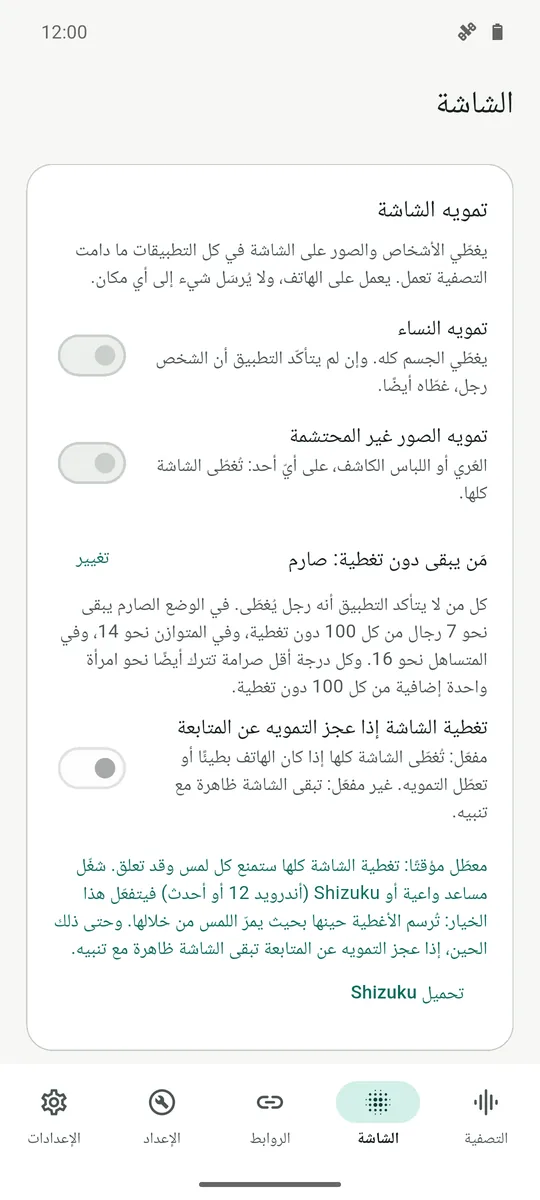 12:00
الشاشة
تمويه الشاشة
يغطّي الأشخاص والصور على الشاشة في كل التطبيقات ما دامت
التصفية تعمل. يعمل على الهاتف، ولا يُرسَل شيء إلى أي مكان.
تمويه النساء
يغطّي الجسم كله. وإن لم يتأكّد التطبيق أن الشخص
رجل، غطّاه أيضًا.
تمويه الصور غير المحتشمة
العَري أو اللباس الكاشف، على أيّ أحد: تُغطّى الشاشة
كلها.
مَن يبقى دون تغطية: صارم
تغيير
كل من لا يتأكد التطبيق أنه رجل يُغطّى. في الوضع الصارم يبقى
نحو 7 رجال من كل 100 دون تغطية، وفي المتوازن نحو 14، وفي
المتساهل نحو 16. وكل درجة أقل صرامة تترك أيضًا نحو امرأة
واحدة إضافية من كل 100 دون تغطية.
تغطية الشاشة إذا عجز التمويه عن المتابعة
مفعّل: تُغطّى الشاشة كلها إذا كان الهاتف بطيئًا أو
تعطّل التمويه. غير مفعّل: تبقى الشاشة ظاهرة مع
تنبيه.
معطّل مؤقتًا: تغطية الشاشة كلها ستمنع كل لمس وقد تعلق. شغّل
مساعد واعية أو Shizuku (أندرويد 12 أو أحدث) فيتفعّل هذا
الخيار: تُرسم الأغطية حينها بحيث يمرّ اللمس من خلالها. وحتى ذلك
الحين، إذا عجز التمويه عن المتابعة تبقى الشاشة ظاهرة مع تنبيه.
تحميل Shizuku
التصفية
الشاشة
الروابط
الإعداد
الإعدادات